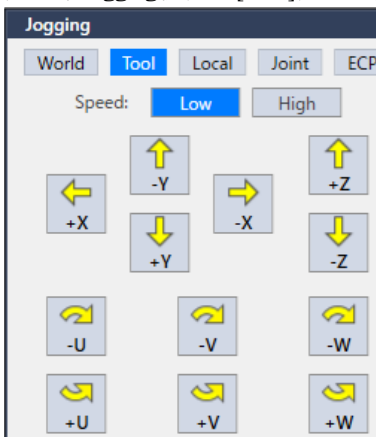 Jogging
World Tool Local Joint ECP
Speed: Low High
-Y +Z
+X -X
+Y -Z
-U -V -W
+U +V +W